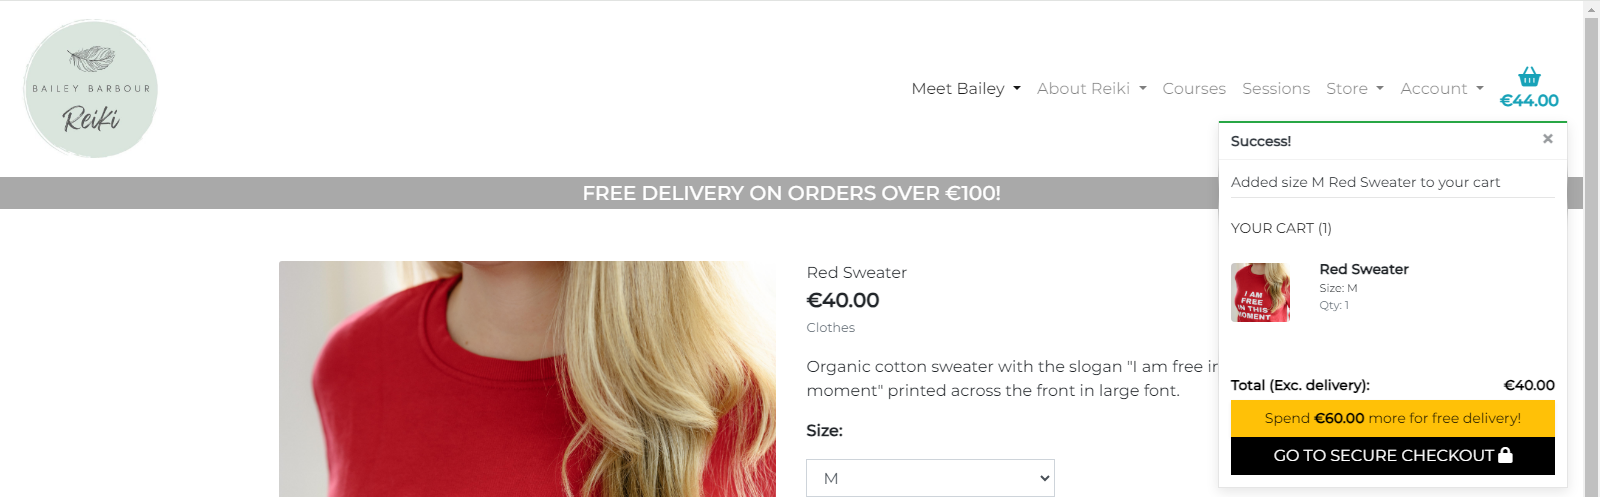 BAILEY BARBOUR
Reiki
Meet Bailey
About Reiki
Courses
Sessions
Store
Account
€44.00
Success!
×
Added size M Red Sweater to your cart
FREE DELIVERY ON ORDERS OVER €100!
YOUR CART (1)
I AM
FREE
IN THIS
MOMENT
Red Sweater
Size: M
Qty: 1
Total (Exc. delivery): €40.00
Spend €60.00 more for free delivery!
GO TO SECURE CHECKOUT
Red Sweater
€40.00
Clothes
Organic cotton sweater with the slogan "I am free
moment" printed across the front in large font.
Size:
M